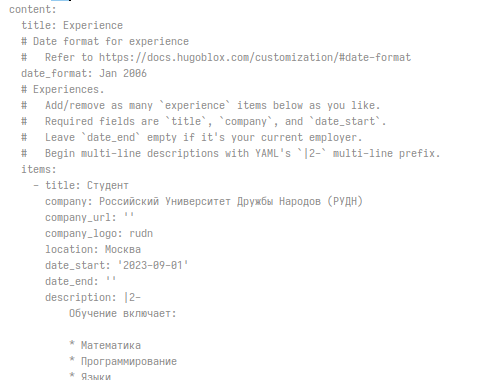 content:
title: Experience
# Date format for experience
# Refer to https://docs.hugoblox.com/customization/#date-format
date_format: Jan 2006
# Experiences.
# Add/remove as many `experience` items below as you like.
# Required fields are `title`, `company`, and `date_start`.
# Leave `date_end` empty if it's your current employer.
# Begin multi-line descriptions with YAML's `|2-` multi-line prefix.
items:
- title: Студент
company: Российский Университет Дружбы Народов (РУДН)
company_url: ''
company_logo: rudn
location: Москва
date_start: '2023-09-01'
date_end: ''
description: |2-
Обучение включает:
* Математика
* Программирование
* Языки